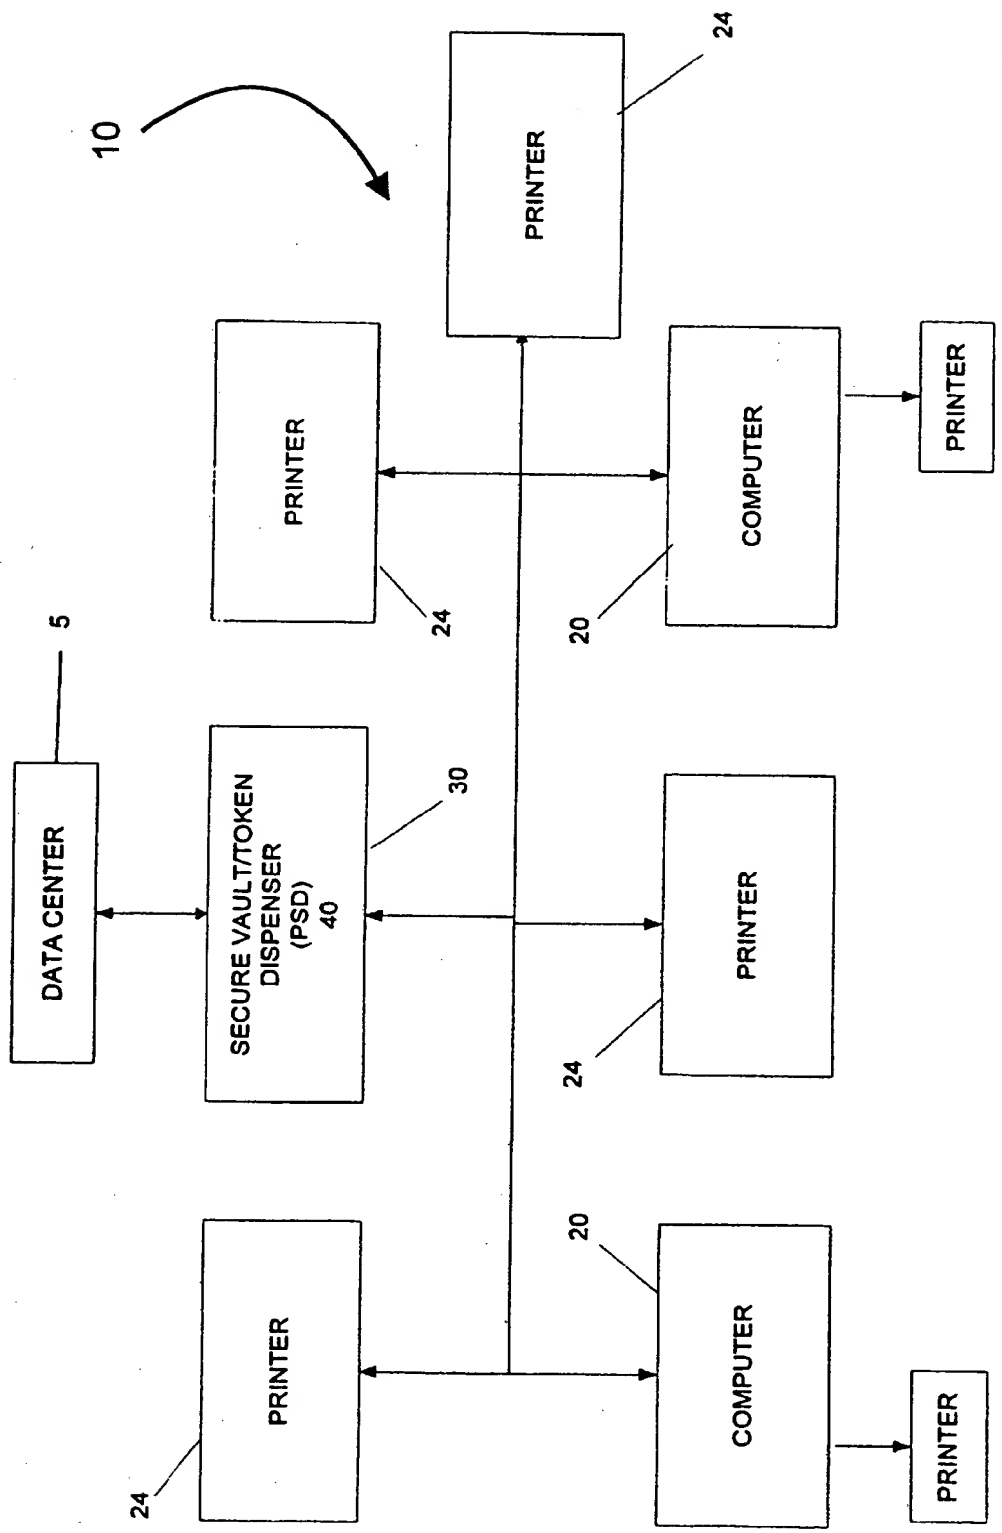 DATA CENTER
5
10
PRINTER
24
SECURE VAULT/TOKEN
DISPENSER
(PSD)
40
30
PRINTER
24
PRINTER
24
COMPUTER
20
PRINTER
24
COMPUTER
20
PRINTER
PRINTER